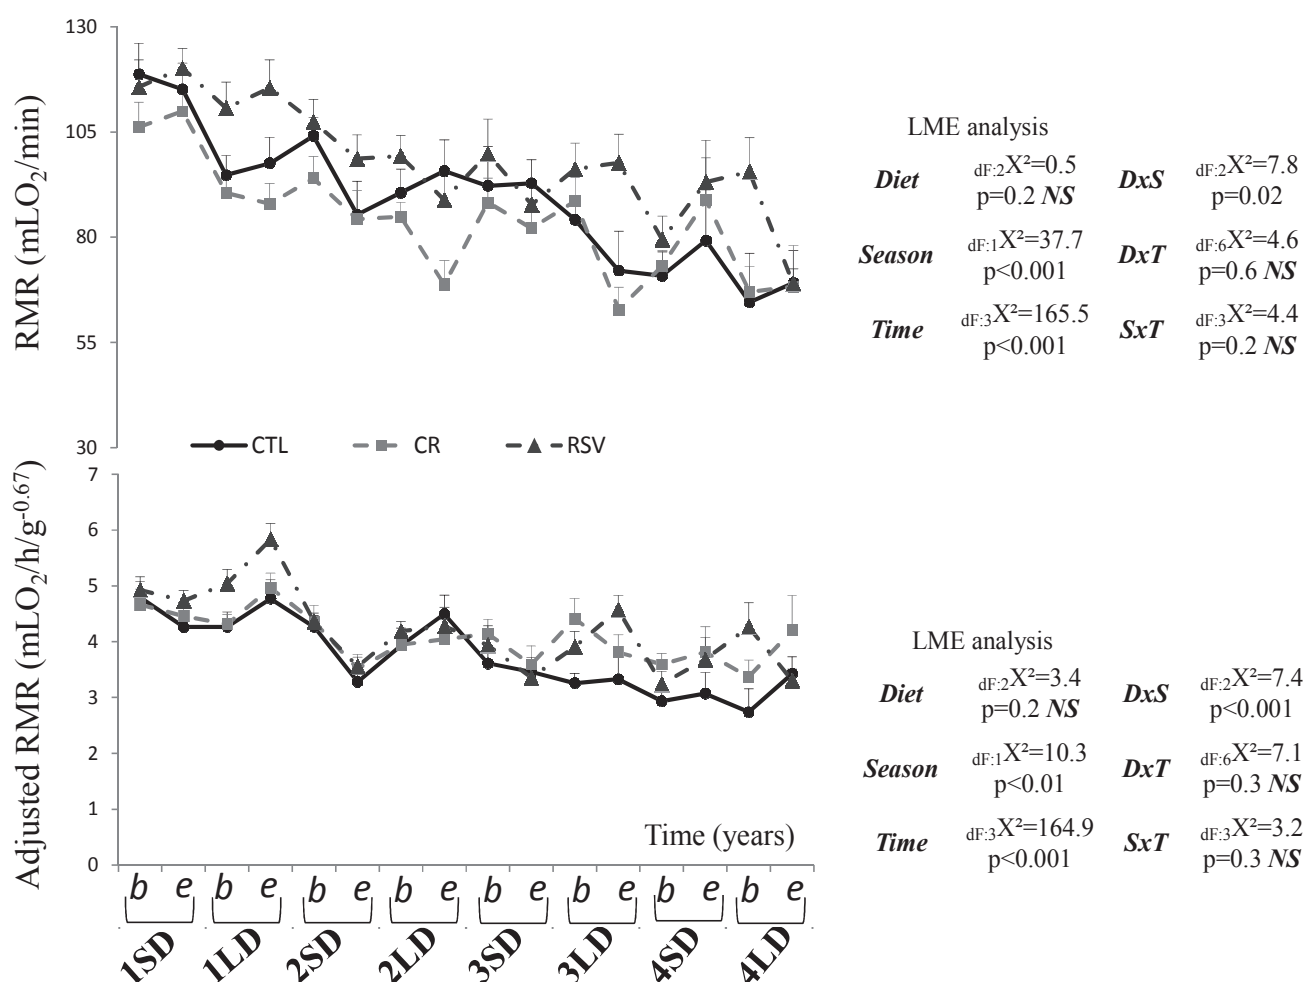 RMR (mLO₂/min)
130
105
80
55
30
LME analysis
Diet dF:2X²=0.5 DxS dF:2X²=7.8
p=0.2 NS p=0.02
Season dF:1X²=37.7 DxT dF:6X²=4.6
p<0.001 p=0.6 NS
Time dF:3X²=165.5 SxT dF:3X²=4.4
p<0.001 p=0.2 NS
CTL CR RSV
Adjusted RMR (mLO₂/h/g⁻⁰·⁶⁷)
7
6
5
4
3
2
1
0
LME analysis
Diet dF:2X²=3.4 DxS dF:2X²=7.4
p=0.2 NS p<0.001
Season dF:1X²=10.3 DxT dF:6X²=7.1
p<0.01 p=0.3 NS
Time dF:3X²=164.9 SxT dF:3X²=3.2
p<0.001 p=0.3 NS
Time (years)
b e b e b e b e b e b e b e b e
1SD 1LD 2SD 2LD 3SD 3LD 4SD 4LD